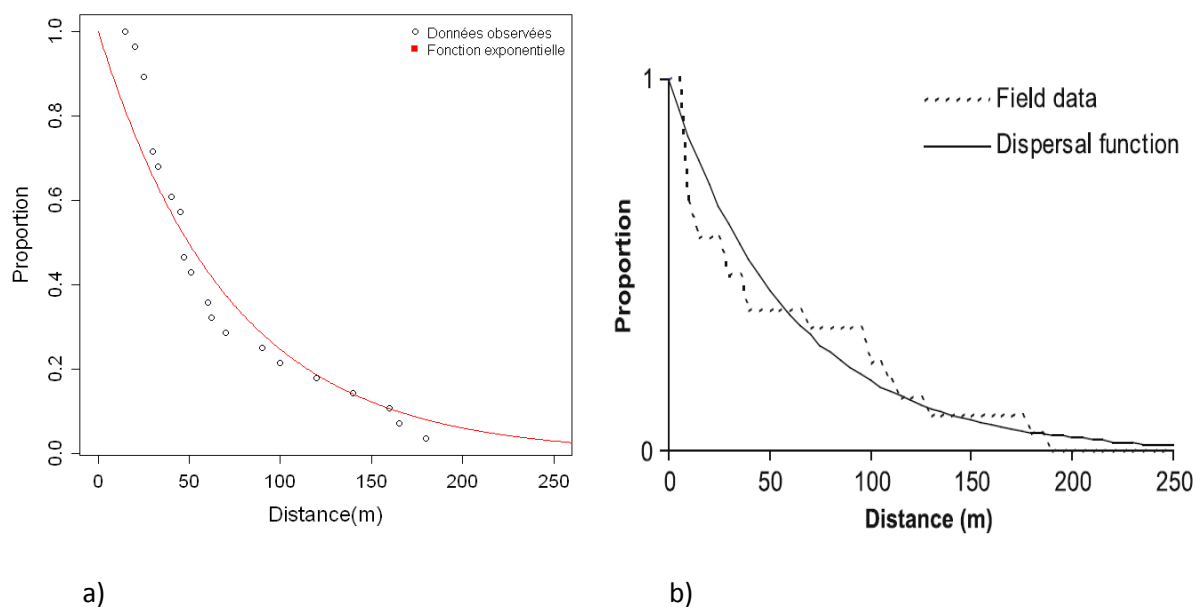 Données observées
Fonction exponentielle
1.0
0.8
0.6
0.4
0.2
0.0
Proportion
0 50 100 150 200 250
Distance(m)
a)
Field data
Dispersal function
1
0
Proportion
0 50 100 150 200 250
Distance (m)
b)